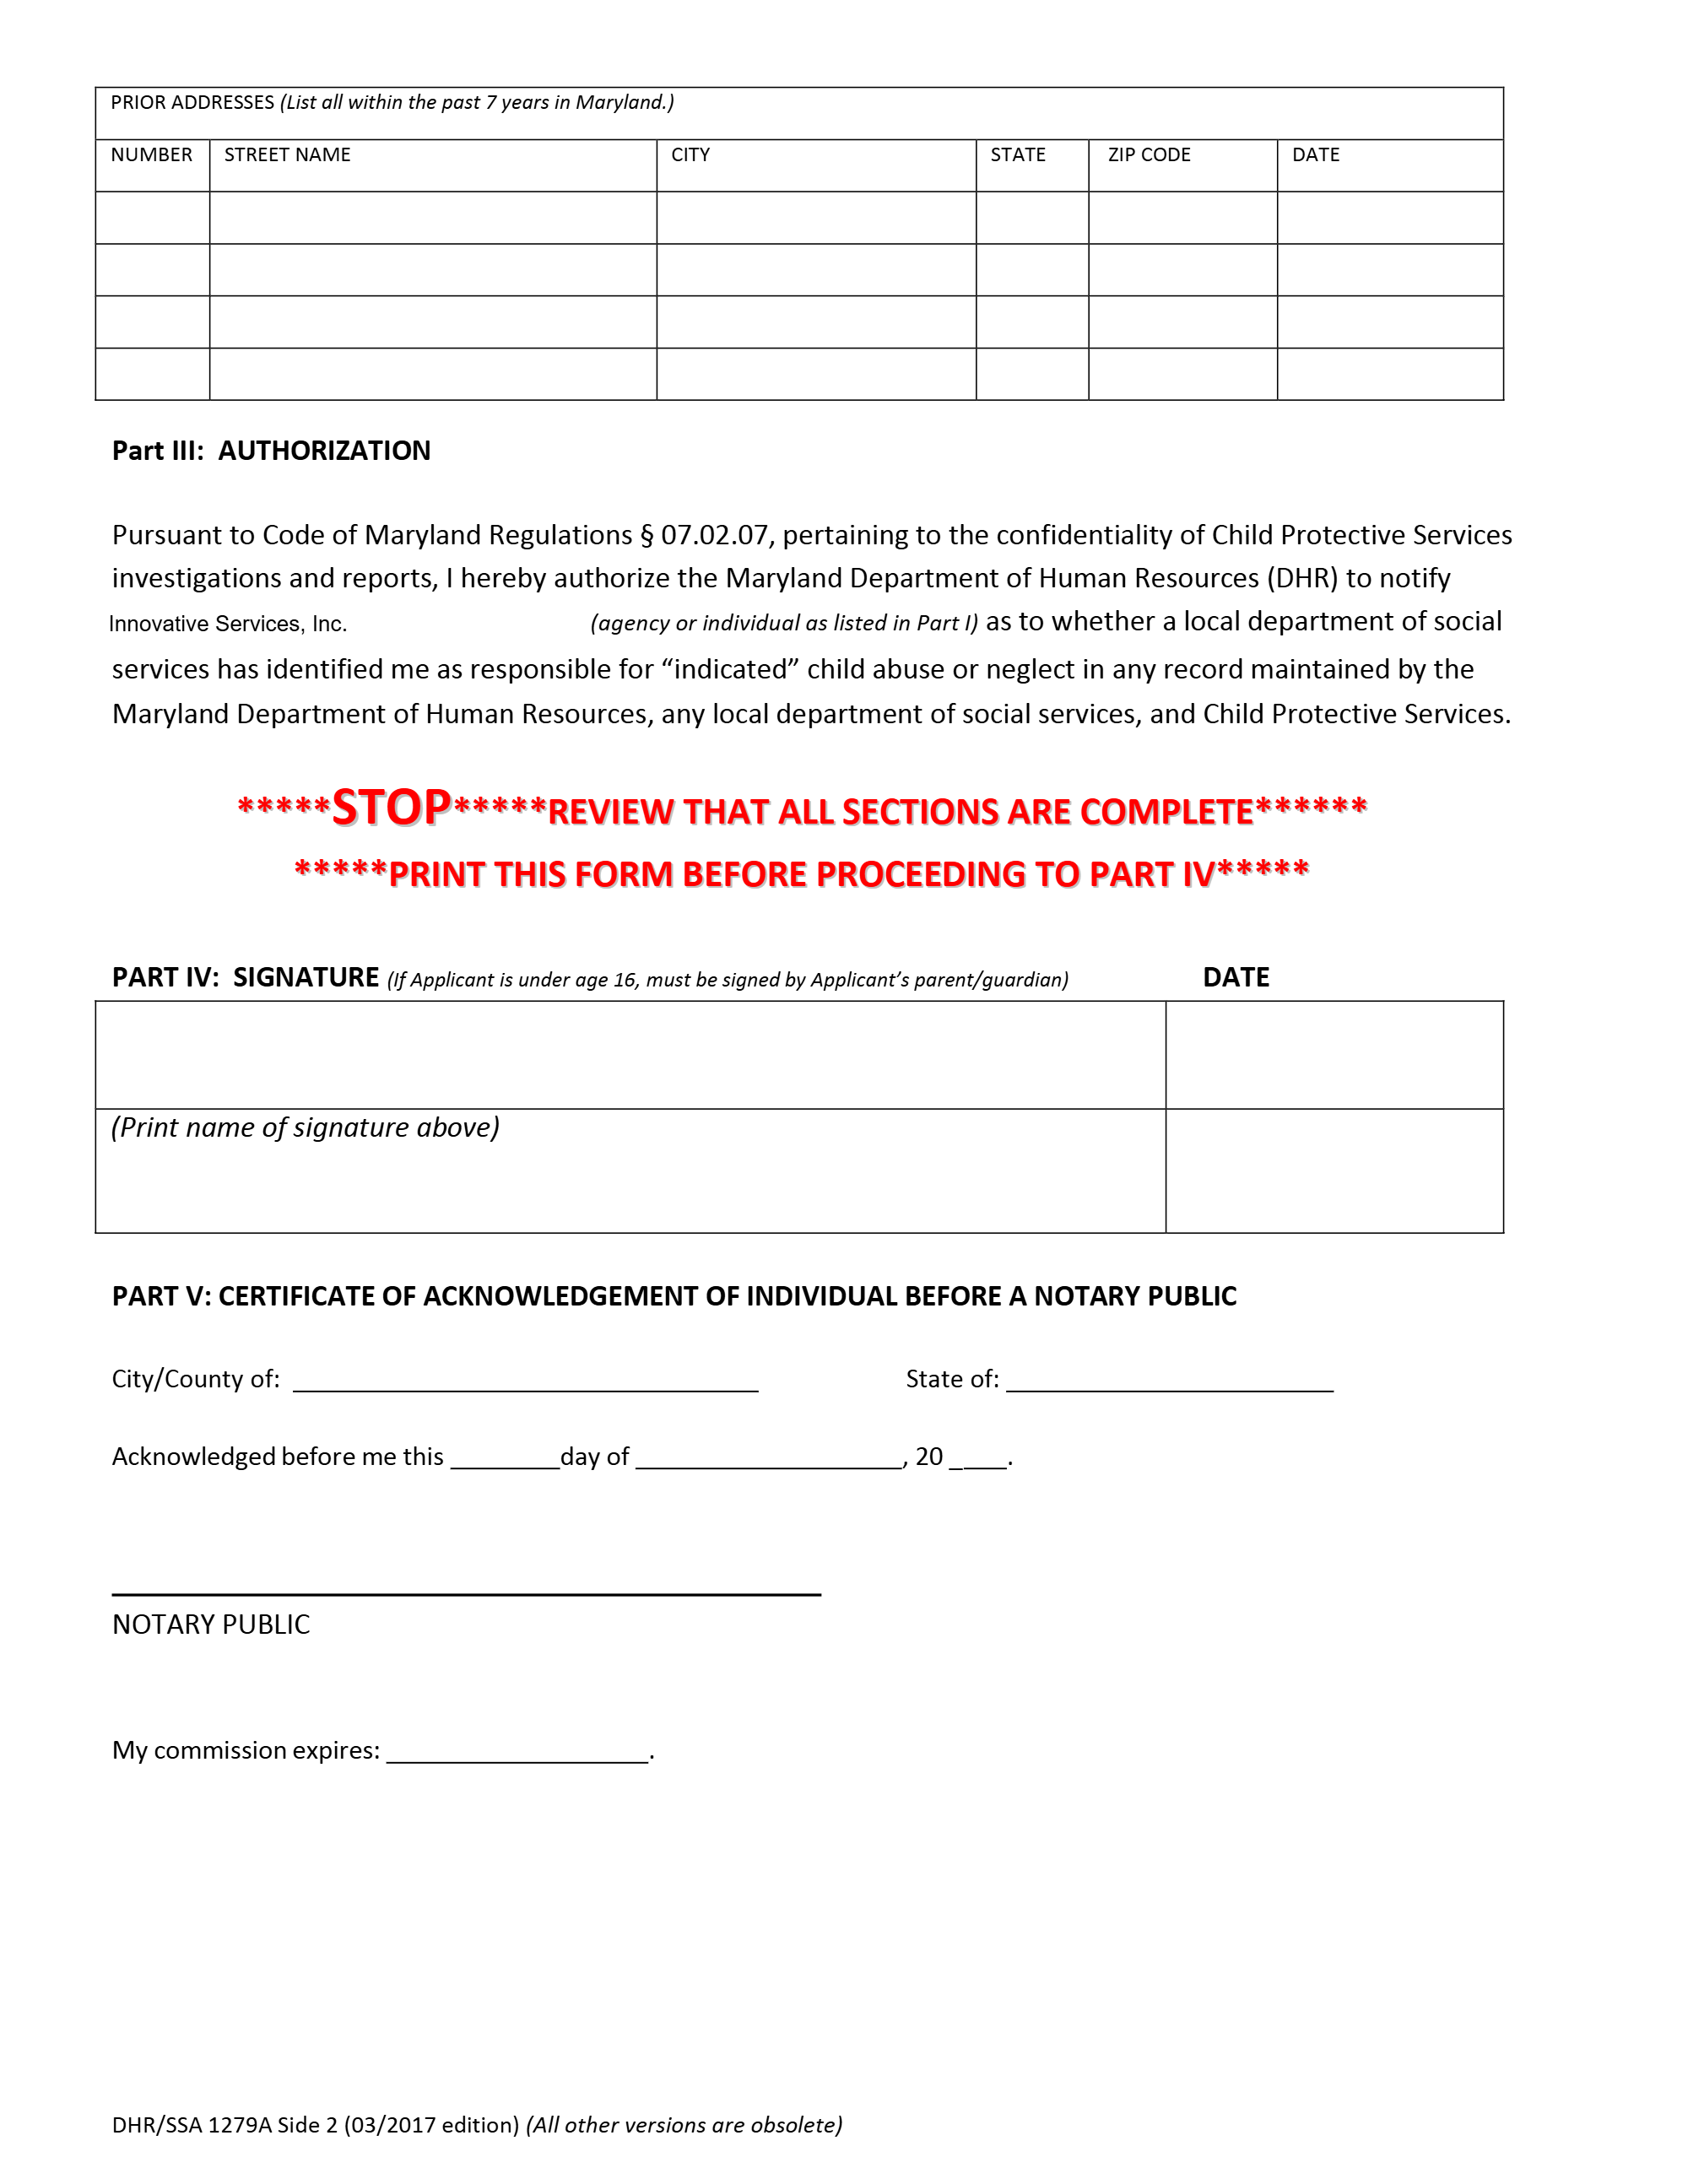 PRIOR ADDRESSES (List all within the past 7 years in Maryland.)
NUMBER STREET NAME CITY STATE ZIP CODE DATE
Part III: AUTHORIZATION
Pursuant to Code of Maryland Regulations § 07.02.07, pertaining to the confidentiality of Child Protective Services
investigations and reports, I hereby authorize the Maryland Department of Human Resources (DHR) to notify
Innovative Services, Inc. (agency or individual as listed in Part I) as to whether a local department of social
services has identified me as responsible for “indicated” child abuse or neglect in any record maintained by the
Maryland Department of Human Resources, any local department of social services, and Child Protective Services.
*****STOP*****REVIEW THAT ALL SECTIONS ARE COMPLETE******
*****PRINT THIS FORM BEFORE PROCEEDING TO PART IV*****
PART IV: SIGNATURE (If Applicant is under age 16, must be signed by Applicant’s parent/guardian) DATE
(Print name of signature above)
PART V: CERTIFICATE OF ACKNOWLEDGEMENT OF INDIVIDUAL BEFORE A NOTARY PUBLIC
City/County of: __________________________________ State of: ________________________
Acknowledged before me this ________day of ___________________, 20 ____.
NOTARY PUBLIC
My commission expires: ___________________.
DHR/SSA 1279A Side 2 (03/2017 edition) (All other versions are obsolete)